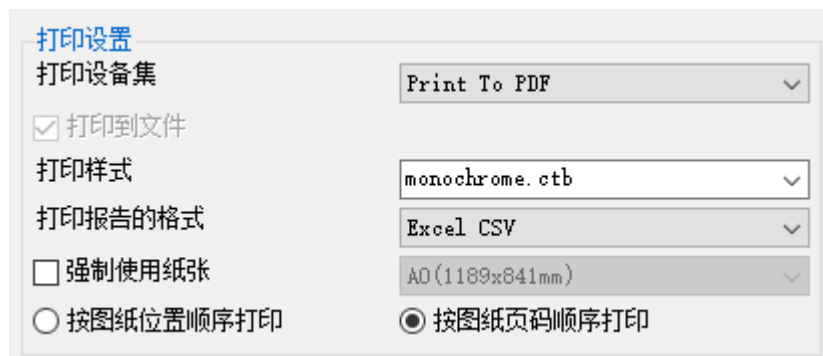 打印设置
打印设备集 Print To PDF
打印到文件
打印样式 monochrome.ctb
打印报告的格式 Excel CSV
强制使用纸张 A0(1189x841mm)
按图纸位置顺序打印 按图纸页码顺序打印